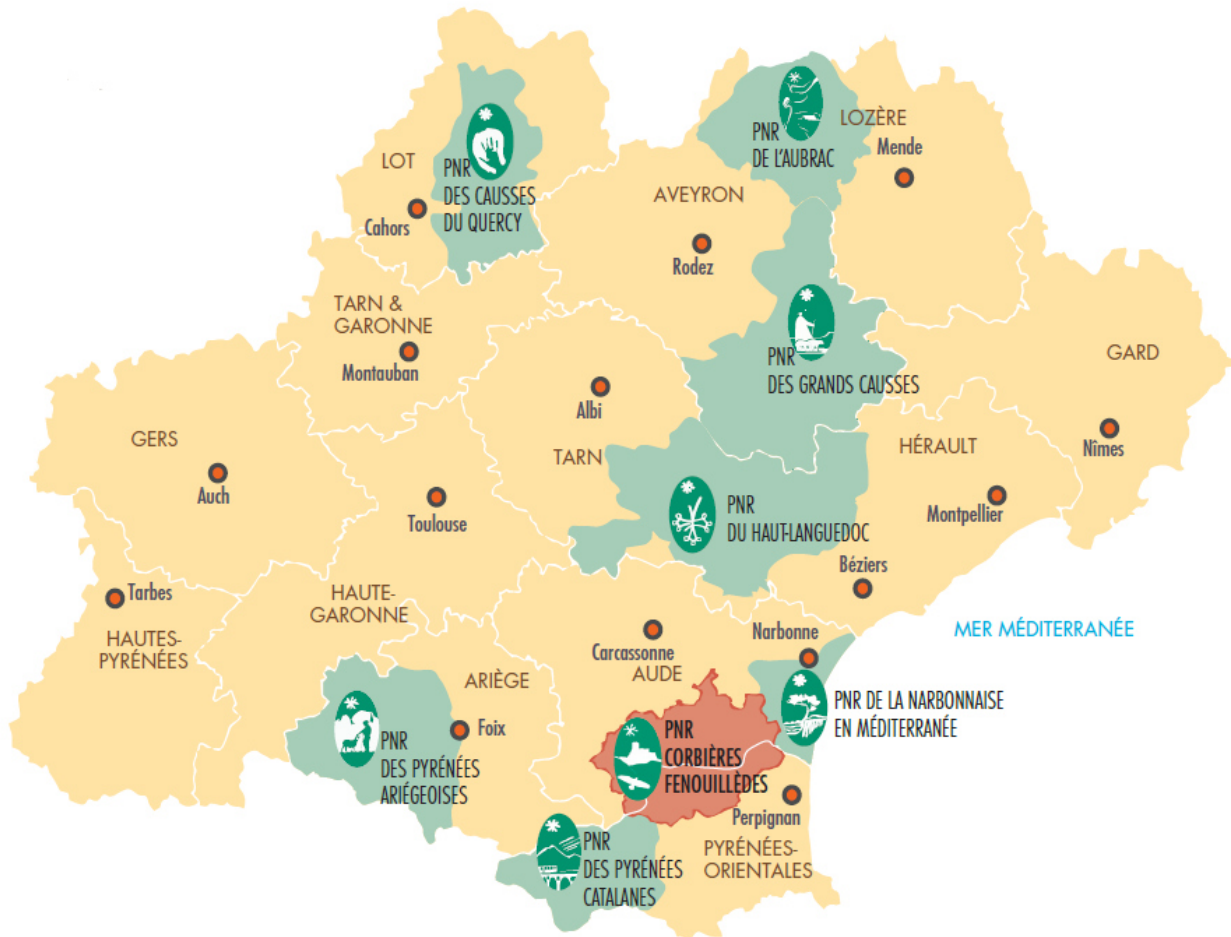 LOT
PNR
DES CAUSSES
DU QUERCY
Cahors
PNR
DE L'AUBRAC
LOZÈRE
Mende
AVEYRON
Rodez
TARN &
GARONNE
Montauban
PNR
DES GRANDS CAUSSES
GARD
Nîmes
Albi
TARN
GERS
Auch
Toulouse
HÉRAULT
Montpellier
PNR
DU HAUT-LANGUEDOC
Béziers
Tarbes
HAUTES-
PYRÉNÉES
HAUTE-
GARONNE
Carcassonne
AUDE
Narbonne
MER MÉDITERRANÉE
PNR DE LA NARBONNAISE
EN MÉDITERRANÉE
ARIÈGE
Foix
PNR
DES PYRÉNÉES
ARIÉGEOISES
PNR
CORBIÈRES
FENOUILLÈDES
Perpignan
PYRÉNÉES-
ORIENTALES
PNR
DES PYRÉNÉES
CATALANES